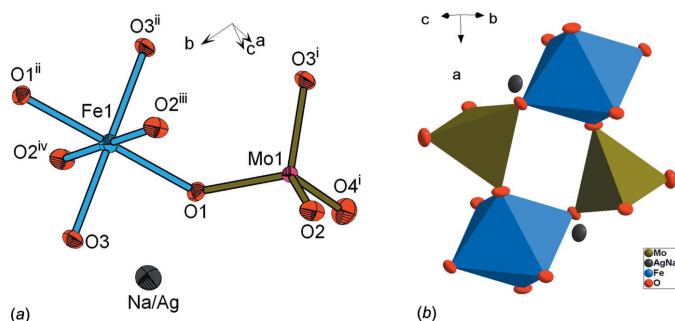 O3ii
b
a
c
O1ii
Fe1
O2iii
O3i
O2iv
Mo1
O1
O4i
O2
O3
Na/Ag
(a)
c
b
a
Mo
AgNa
Fe
O
(b)